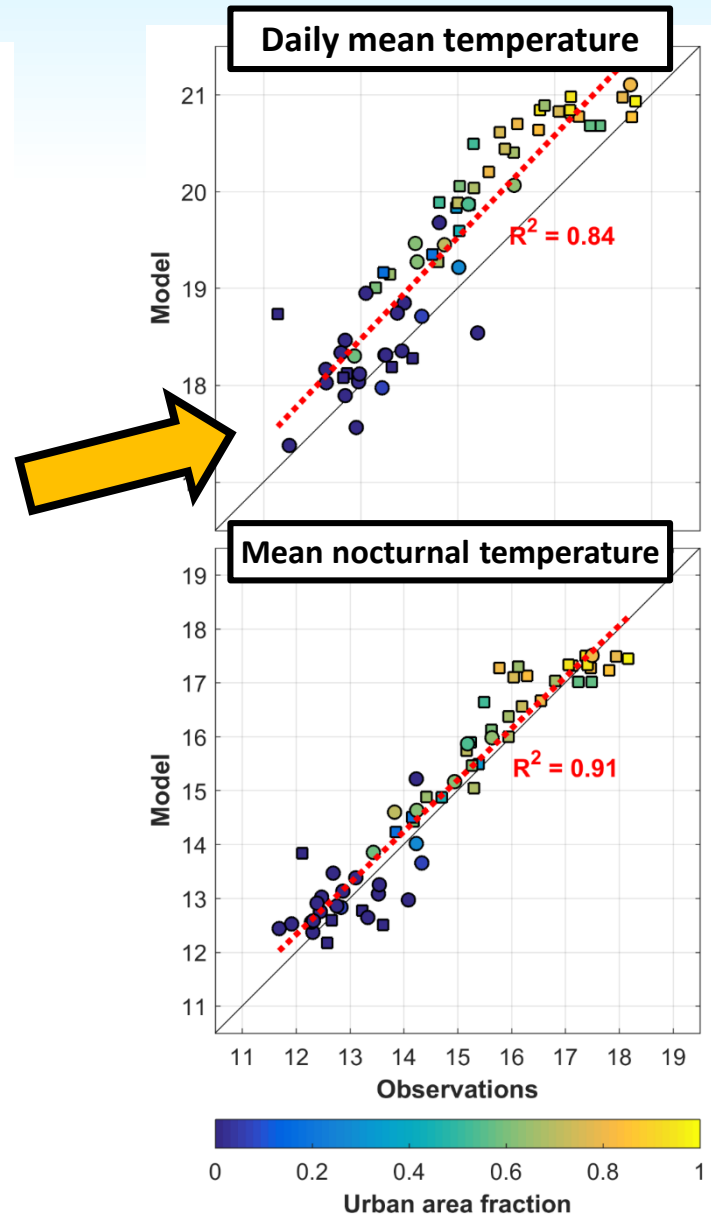 Daily mean temperature
21
20
19
18
Model
R² = 0.84
Mean nocturnal temperature
19
18
17
16
15
14
13
12
11
Model
R² = 0.91
11 12 13 14 15 16 17 18 19
Observations
0 0.2 0.4 0.6 0.8 1
Urban area fraction